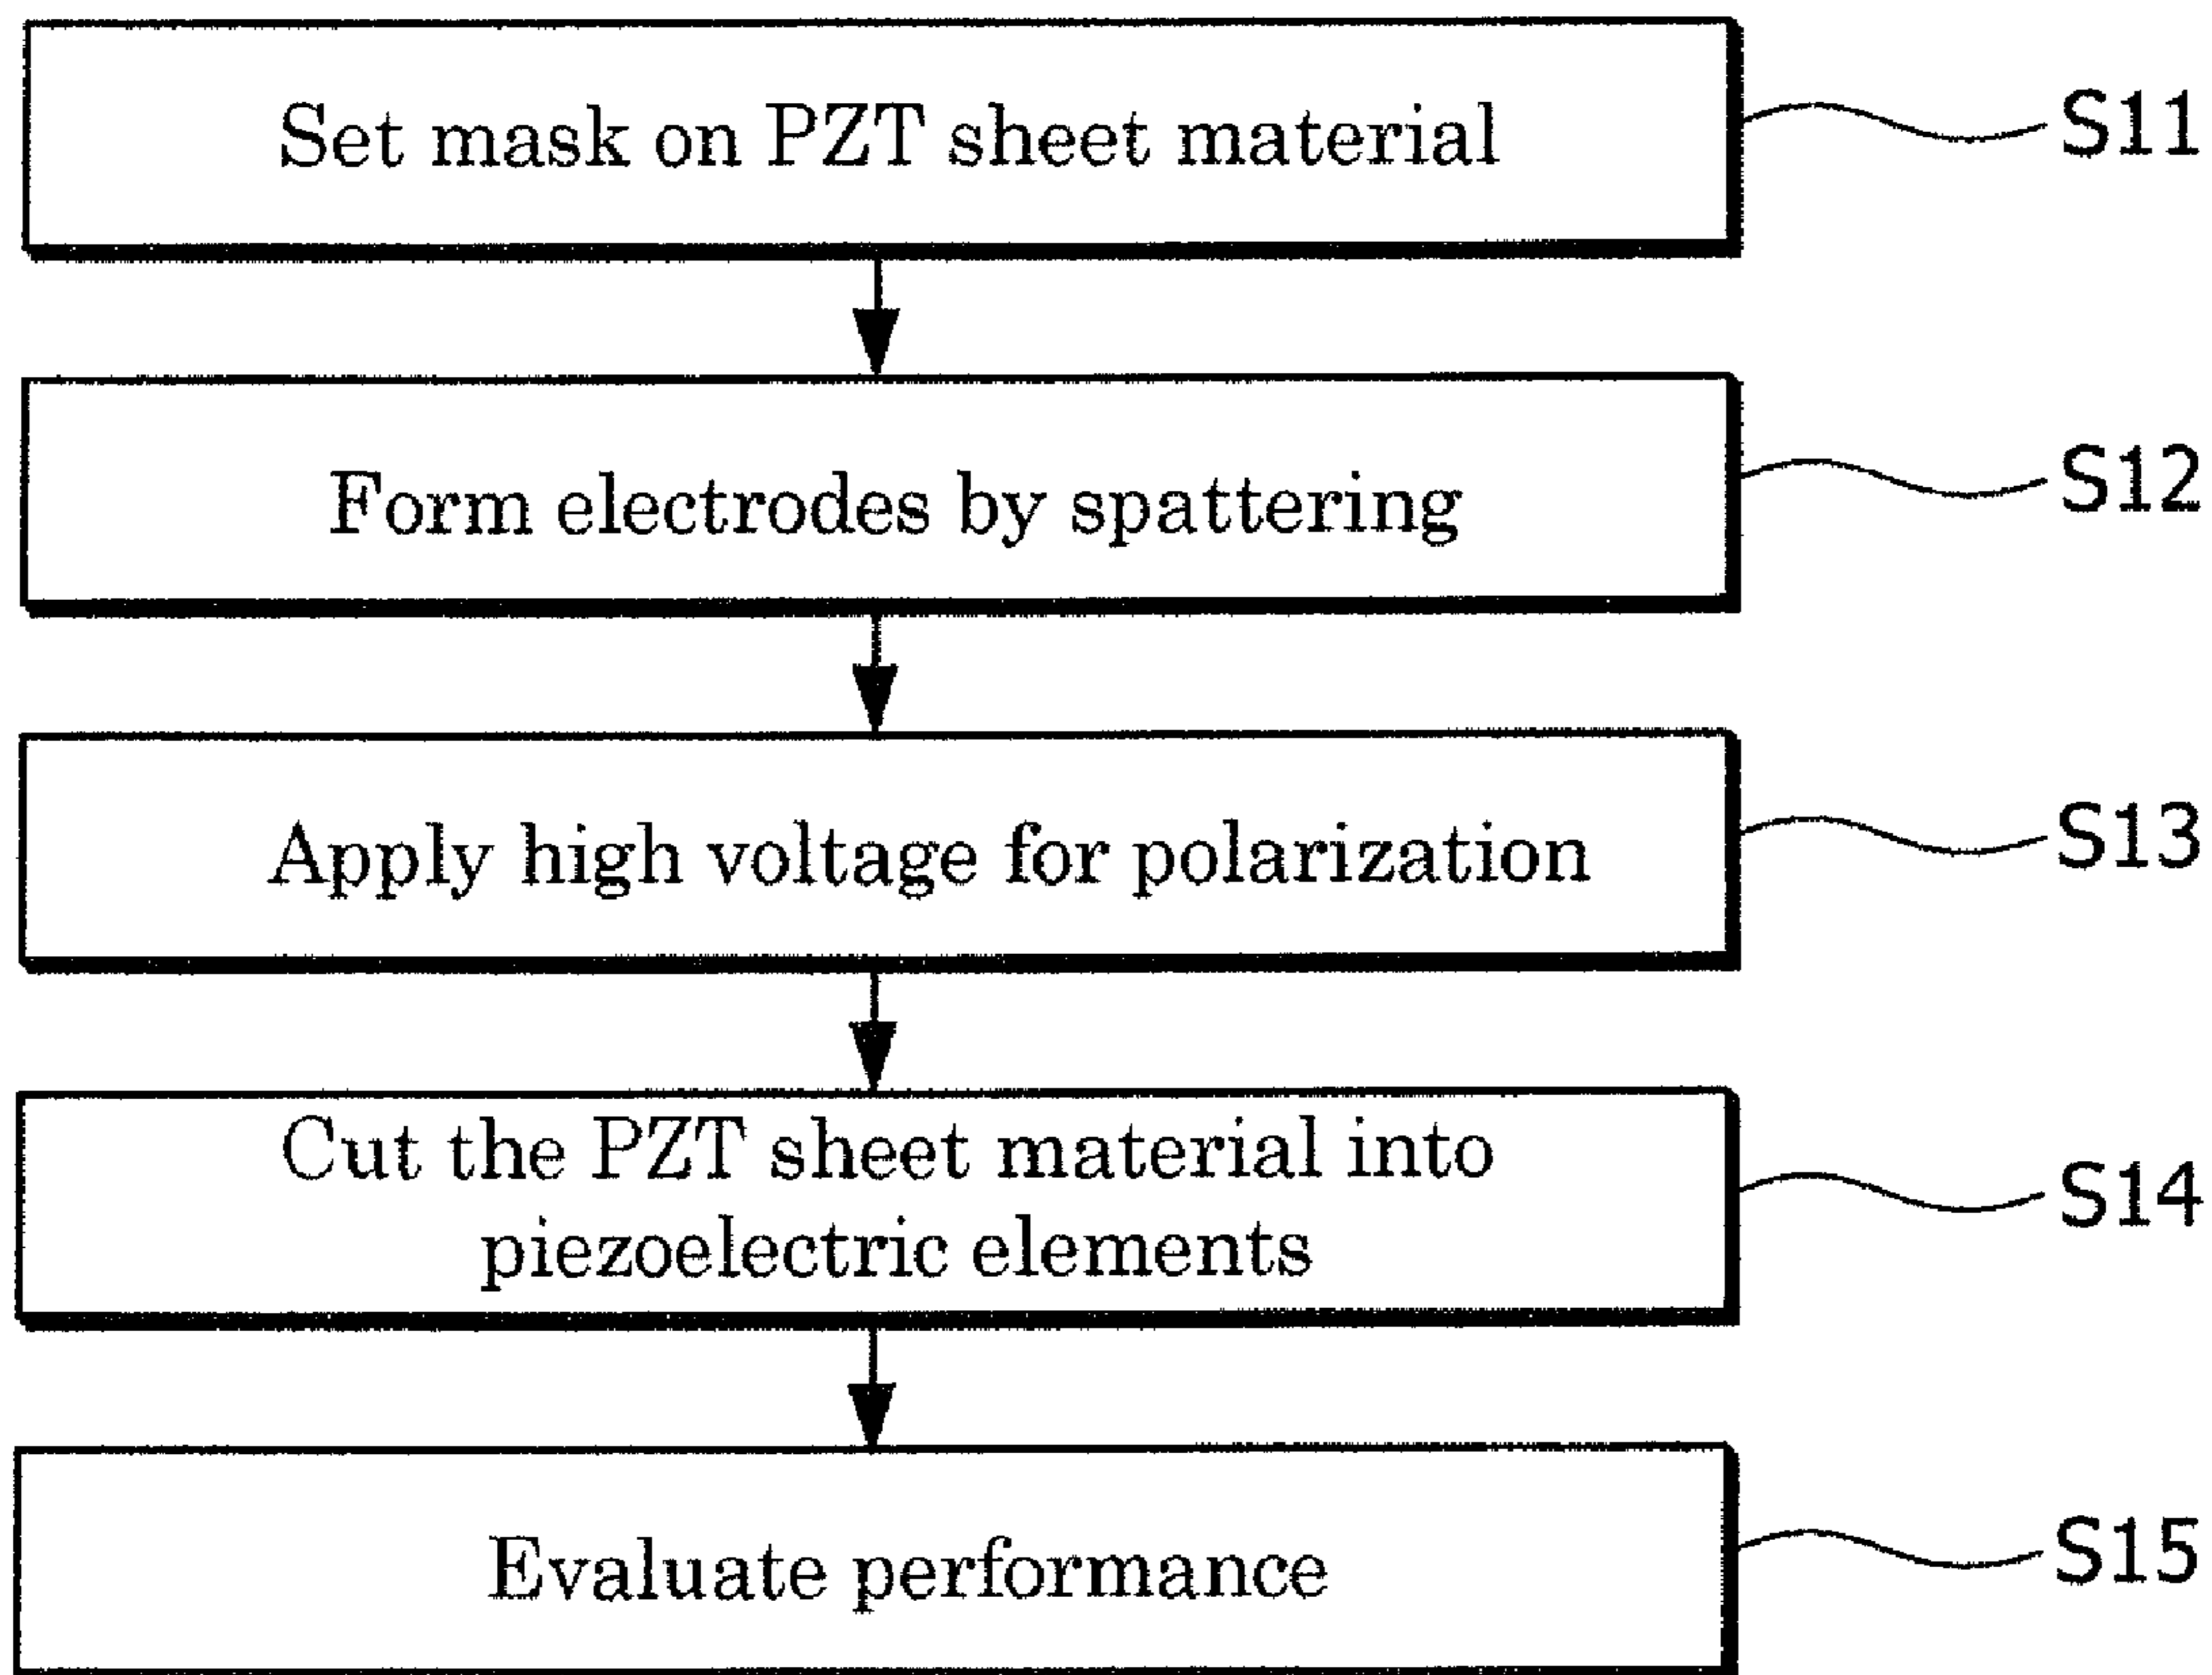 Set mask on PZT sheet material
S11
Form electrodes by spattering
S12
Apply high voltage for polarization
S13
Cut the PZT sheet material into
piezoelectric elements
S14
Evaluate performance
S15